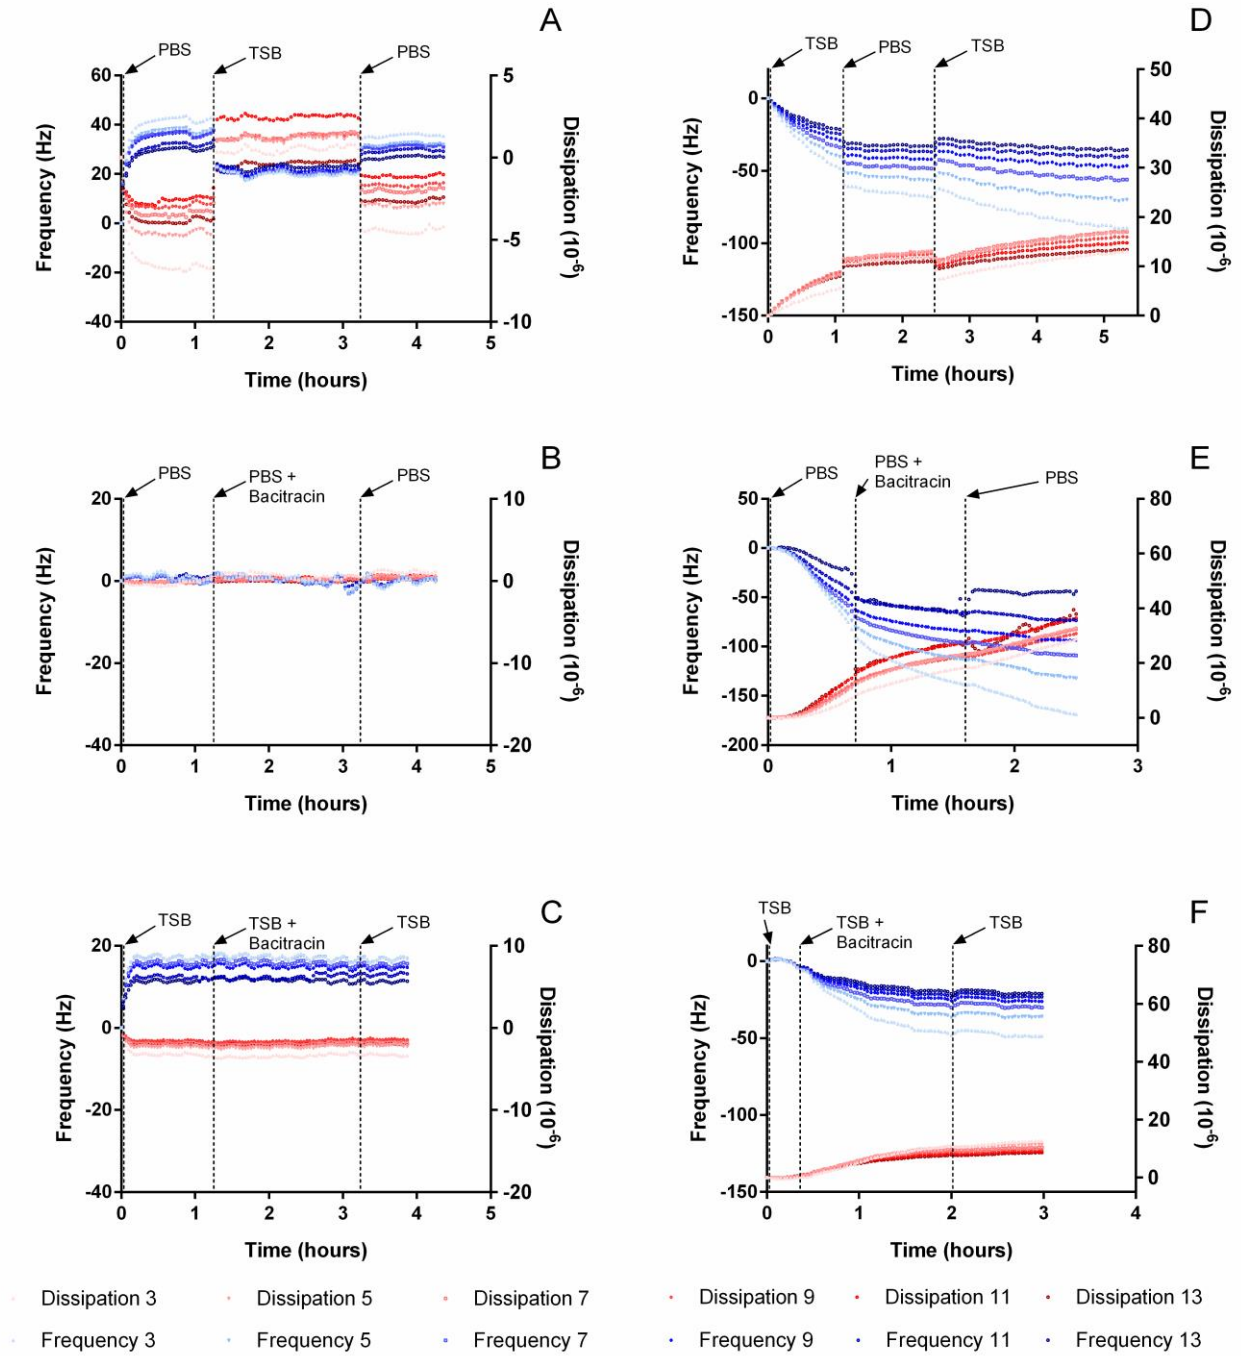 A
PBS
TSB
PBS
60
40
20
0
-20
-40
5
0
-5
-10
Frequency (Hz)
Dissipation (10-6)
0 1 2 3 4 5
Time (hours)
D
TSB
PBS
TSB
0
-50
-100
-150
50
40
30
20
10
0
Frequency (Hz)
Dissipation (10-6)
0 1 2 3 4 5
Time (hours)
B
PBS
PBS +
Bacitracin
PBS
20
0
-20
-40
10
0
-10
-20
Frequency (Hz)
Dissipation (10-6)
0 1 2 3 4 5
Time (hours)
E
PBS
PBS +
Bacitracin
PBS
50
0
-50
-100
-150
-200
80
60
40
20
0
Frequency (Hz)
Dissipation (10-6)
0 1 2 3
Time (hours)
C
TSB
TSB +
Bacitracin
TSB
20
0
-20
-40
10
0
-10
-20
Frequency (Hz)
Dissipation (10-6)
0 1 2 3 4 5
Time (hours)
F
TSB
TSB +
Bacitracin
TSB
0
-50
-100
-150
80
60
40
20
0
Frequency (Hz)
Dissipation (10-6)
0 1 2 3 4
Time (hours)
Dissipation 3 Dissipation 5 Dissipation 7 Dissipation 9 Dissipation 11 Dissipation 13
Frequency 3 Frequency 5 Frequency 7 Frequency 9 Frequency 11 Frequency 13